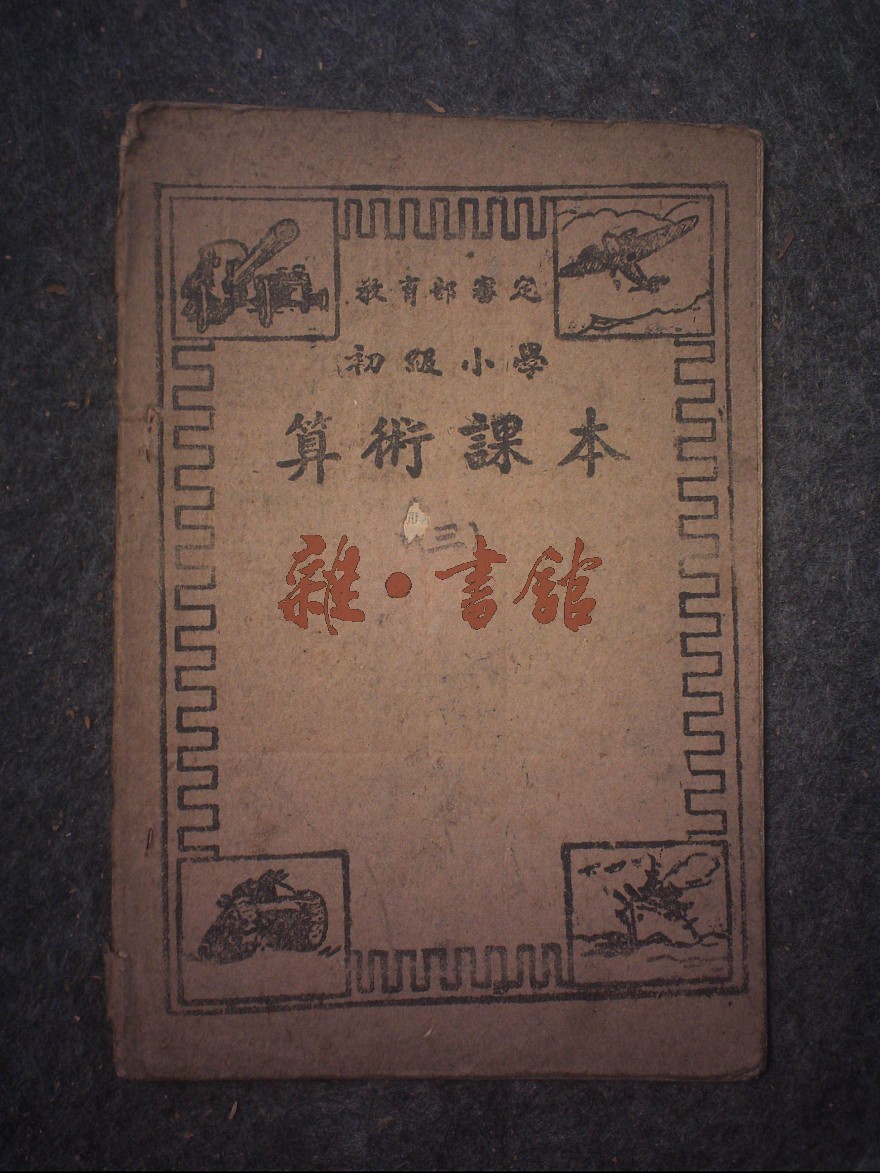 教育部審定
初級小學
算術課本
(三)
雜·書館